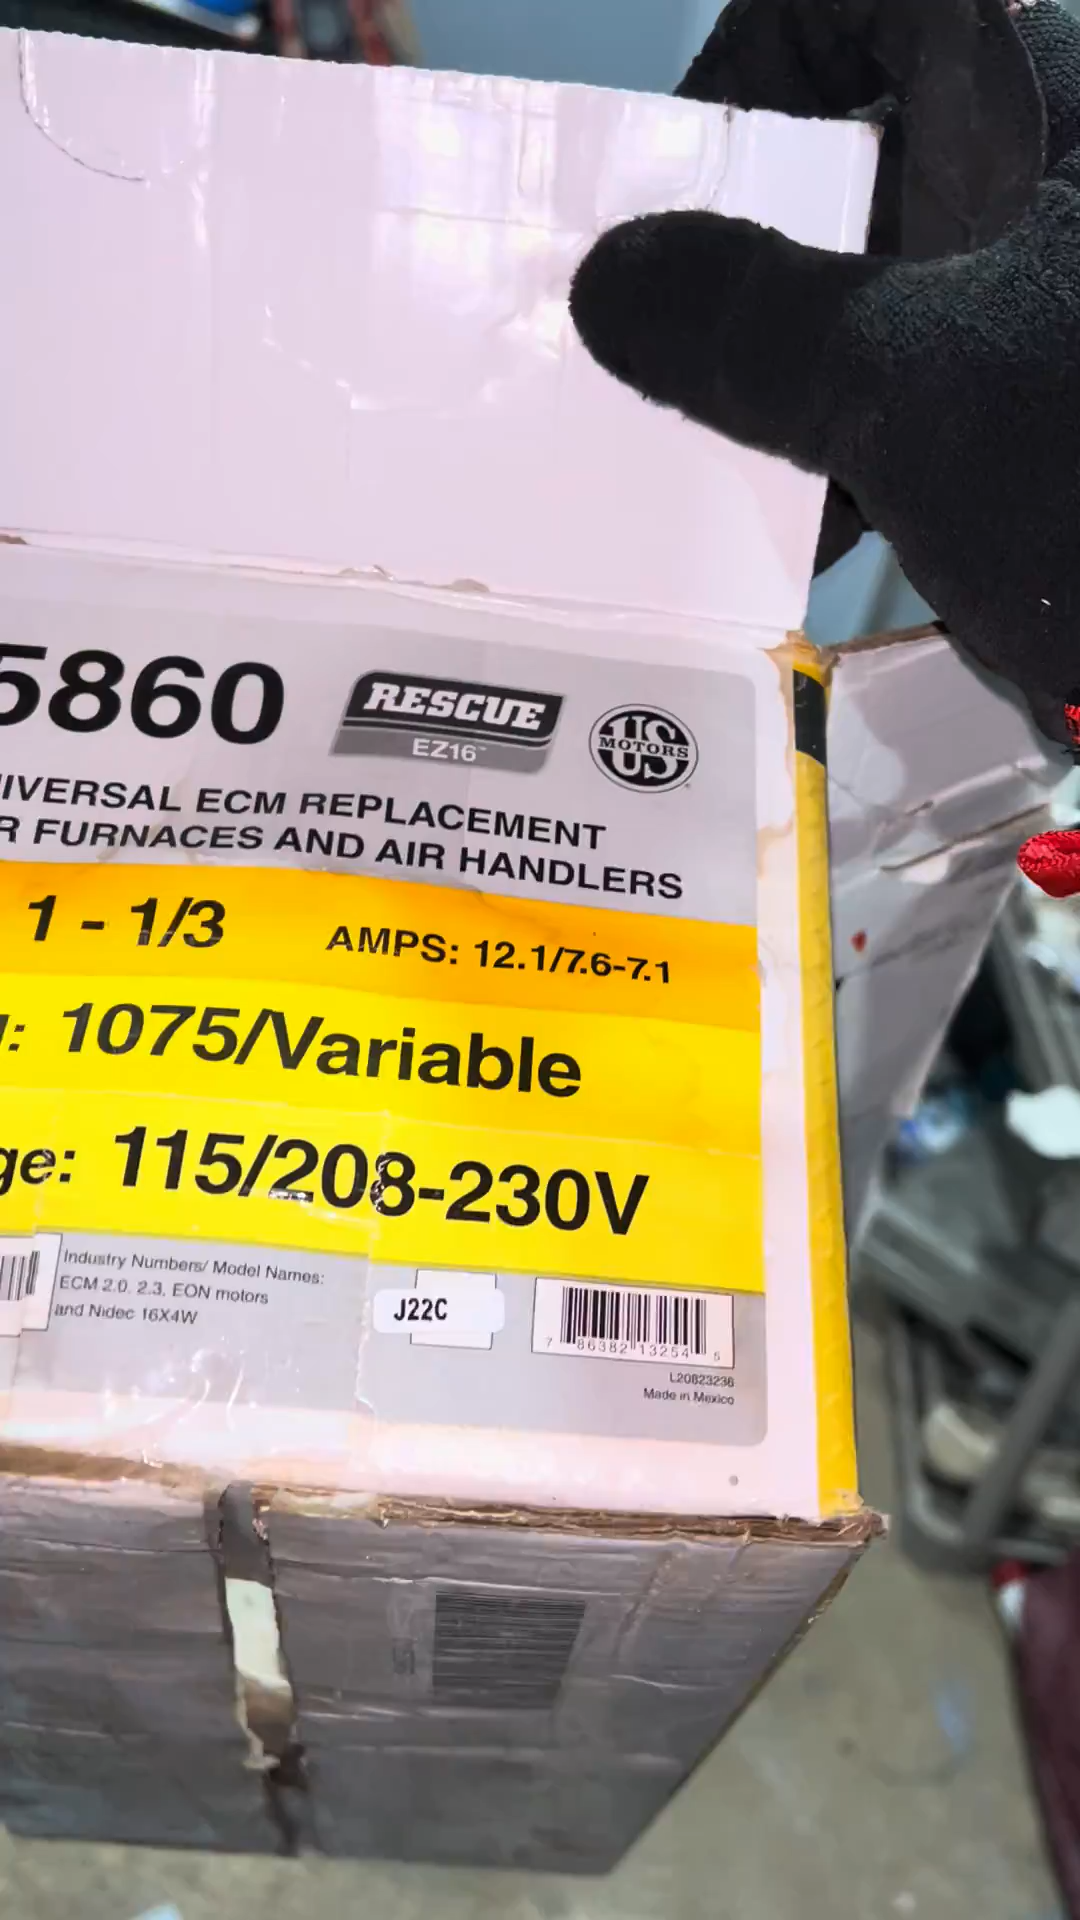 5860
RESCUE
EZ16™
US
MOTORS
IVERSAL ECM REPLACEMENT
R FURNACES AND AIR HANDLERS
1 - 1/3
AMPS: 12.1/7.6-7.1
: 1075/Variable
ge: 115/208-230V
Industry Numbers/ Model Names:
ECM 2.0, 2.3, EON motors
and Nidec 16X4W
J22C
7 86382 13254 5
L20823236
Made in Mexico